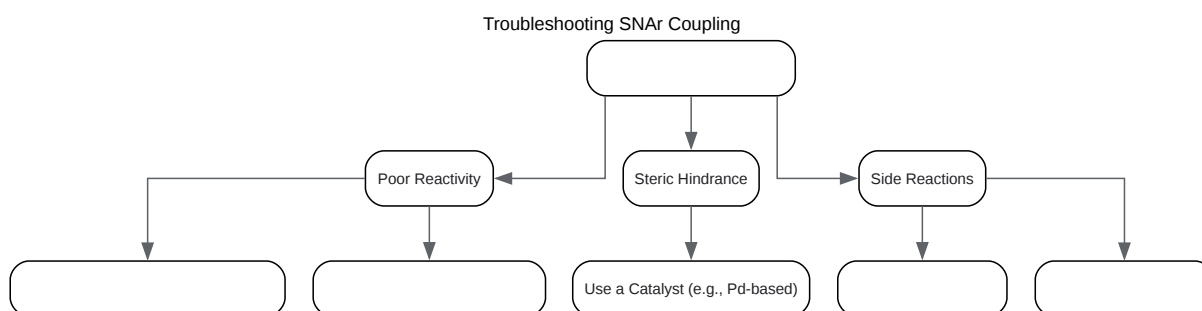 Troubleshooting SNAr Coupling
Poor Reactivity
Steric Hindrance
Side Reactions
Use a Catalyst (e.g., Pd-based)